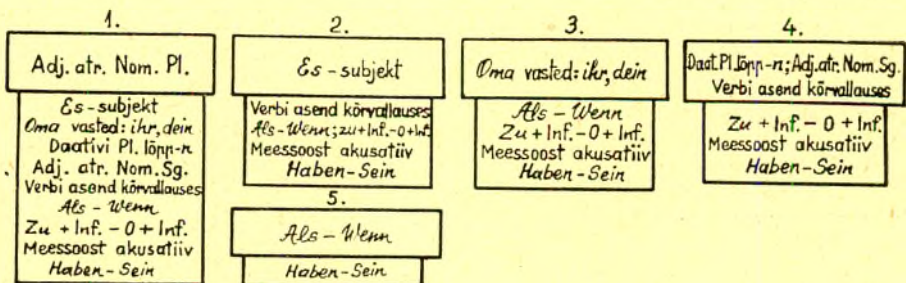 1.
Adj. atr. Nom. Pl.
Es - subjekt
Oma vasted: ihr, dein
Daativi Pl. lõpp-n
Adj. atr. Nom. Sg.
Verbi asend kõrvallauses
Als - Wenn
Zu + Inf. - 0 + Inf.
Meessoost akusatiiv
Haben - Sein
2.
Es - subjekt
Verbi asend kõrvallauses
Als - Wenn; zu + Inf. - 0 + Inf.
Meessoost akusatiiv
Haben - Sein
3.
Oma vasted: ihr, dein
Als - Wenn
Zu + Inf. - 0 + Inf.
Meessoost akusatiiv
Haben - Sein
4.
Daat. Pl. lõpp-n; Adj. atr. Nom. Sg.
Verbi asend kõrvallauses
Zu + Inf. - 0 + Inf.
Meessoost akusatiiv
Haben - Sein
5.
Als - Wenn
Haben - Sein